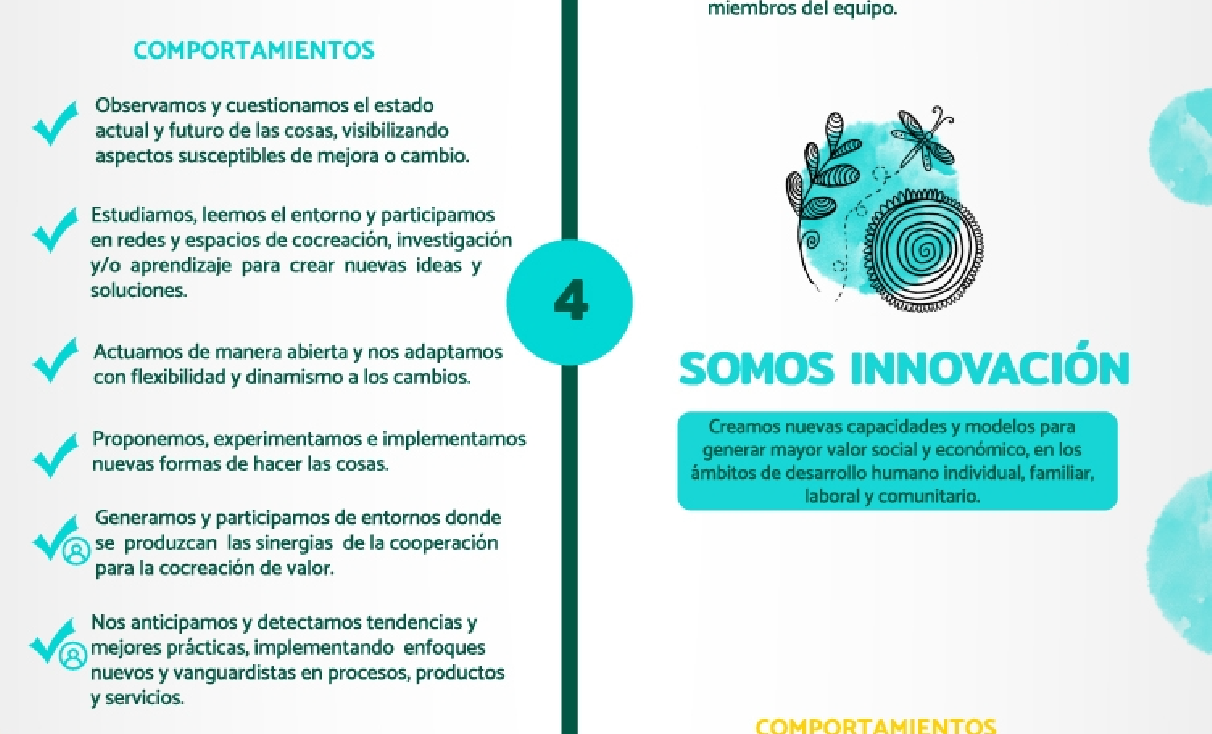 miembros del equipo.
COMPORTAMIENTOS
Observamos y cuestionamos el estado
actual y futuro de las cosas, visibilizando
aspectos susceptibles de mejora o cambio.
Estudiamos, leemos el entorno y participamos
en redes y espacios de cocreación, investigación
y/o aprendizaje para crear nuevas ideas y
soluciones.
Actuamos de manera abierta y nos adaptamos
con flexibilidad y dinamismo a los cambios.
Proponemos, experimentamos e implementamos
nuevas formas de hacer las cosas.
Generamos y participamos de entornos donde
se produzcan las sinergias de la cooperación
para la cocreación de valor.
Nos anticipamos y detectamos tendencias y
mejores prácticas, implementando enfoques
nuevos y vanguardistas en procesos, productos
y servicios.
4
SOMOS INNOVACIÓN
Creamos nuevas capacidades y modelos para
generar mayor valor social y económico, en los
ámbitos de desarrollo humano individual, familiar,
laboral y comunitario.
COMPORTAMIENTOS